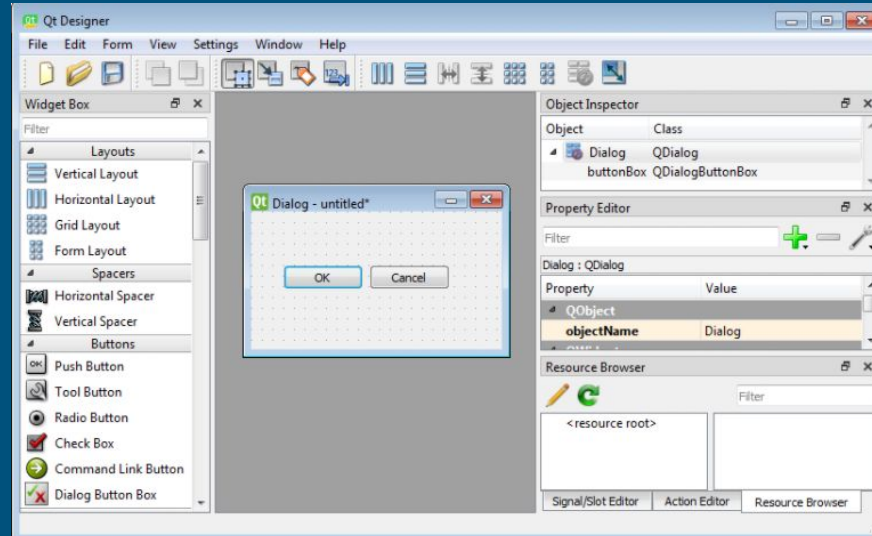 Qt Designer
File Edit Form View Settings Window Help
Widget Box
Filter
Layouts
Vertical Layout
Horizontal Layout
Grid Layout
Form Layout
Spacers
Horizontal Spacer
Vertical Spacer
Buttons
OK Push Button
Tool Button
Radio Button
Check Box
Command Link Button
Dialog Button Box
Qt Dialog - untitled*
OK Cancel
Object Inspector
Object Class
Dialog QDialog
buttonBox QDialogButtonBox
Property Editor
Filter
Dialog : QDialog
Property Value
QObject
objectName Dialog
Resource Browser
Filter
<resource root>
Signal/Slot Editor Action Editor Resource Browser